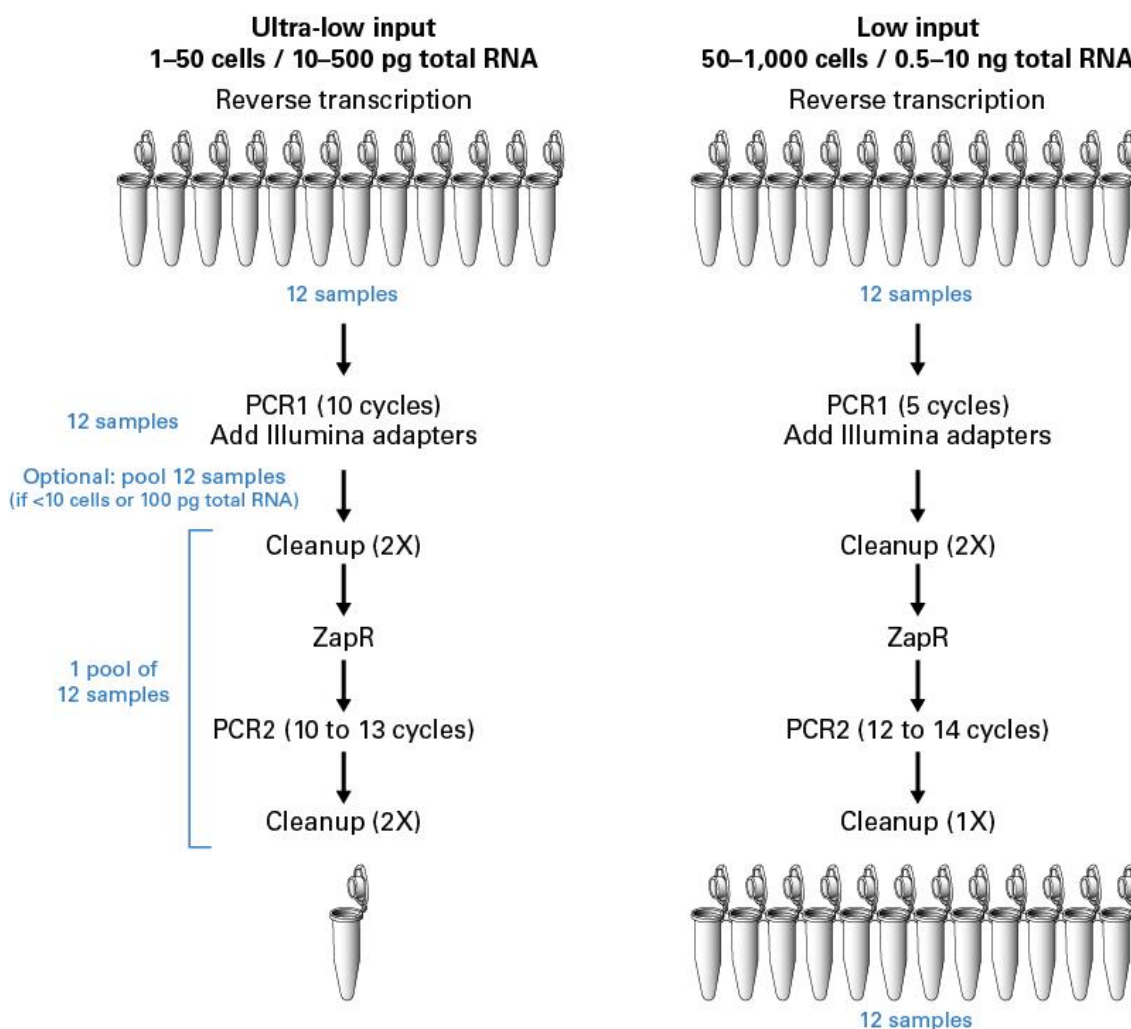 Ultra-low input
1–50 cells / 10–500 pg total RNA
Reverse transcription
12 samples
12 samples
PCR1 (10 cycles)
Add Illumina adapters
Optional: pool 12 samples
(if <10 cells or 100 pg total RNA)
Cleanup (2X)
ZapR
1 pool of
12 samples
PCR2 (10 to 13 cycles)
Cleanup (2X)
Low input
50–1,000 cells / 0.5–10 ng total RNA
Reverse transcription
12 samples
PCR1 (5 cycles)
Add Illumina adapters
Cleanup (2X)
ZapR
PCR2 (12 to 14 cycles)
Cleanup (1X)
12 samples